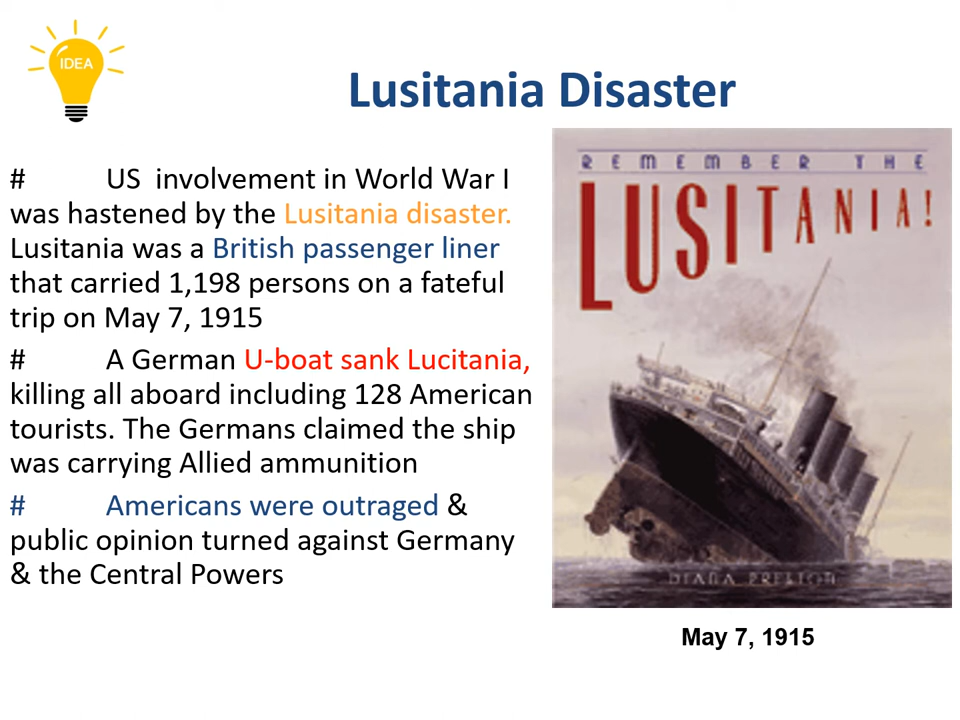 IDEA
Lusitania Disaster
# US involvement in World War I
was hastened by the Lusitania disaster.
Lusitania was a British passenger liner
that carried 1,198 persons on a fateful
trip on May 7, 1915
# A German U-boat sank Lucitania,
killing all aboard including 128 American
tourists. The Germans claimed the ship
was carrying Allied ammunition
# Americans were outraged &
public opinion turned against Germany
& the Central Powers
REMEMBER THE
LUSITANIA!
DIANA PRESTON
May 7, 1915